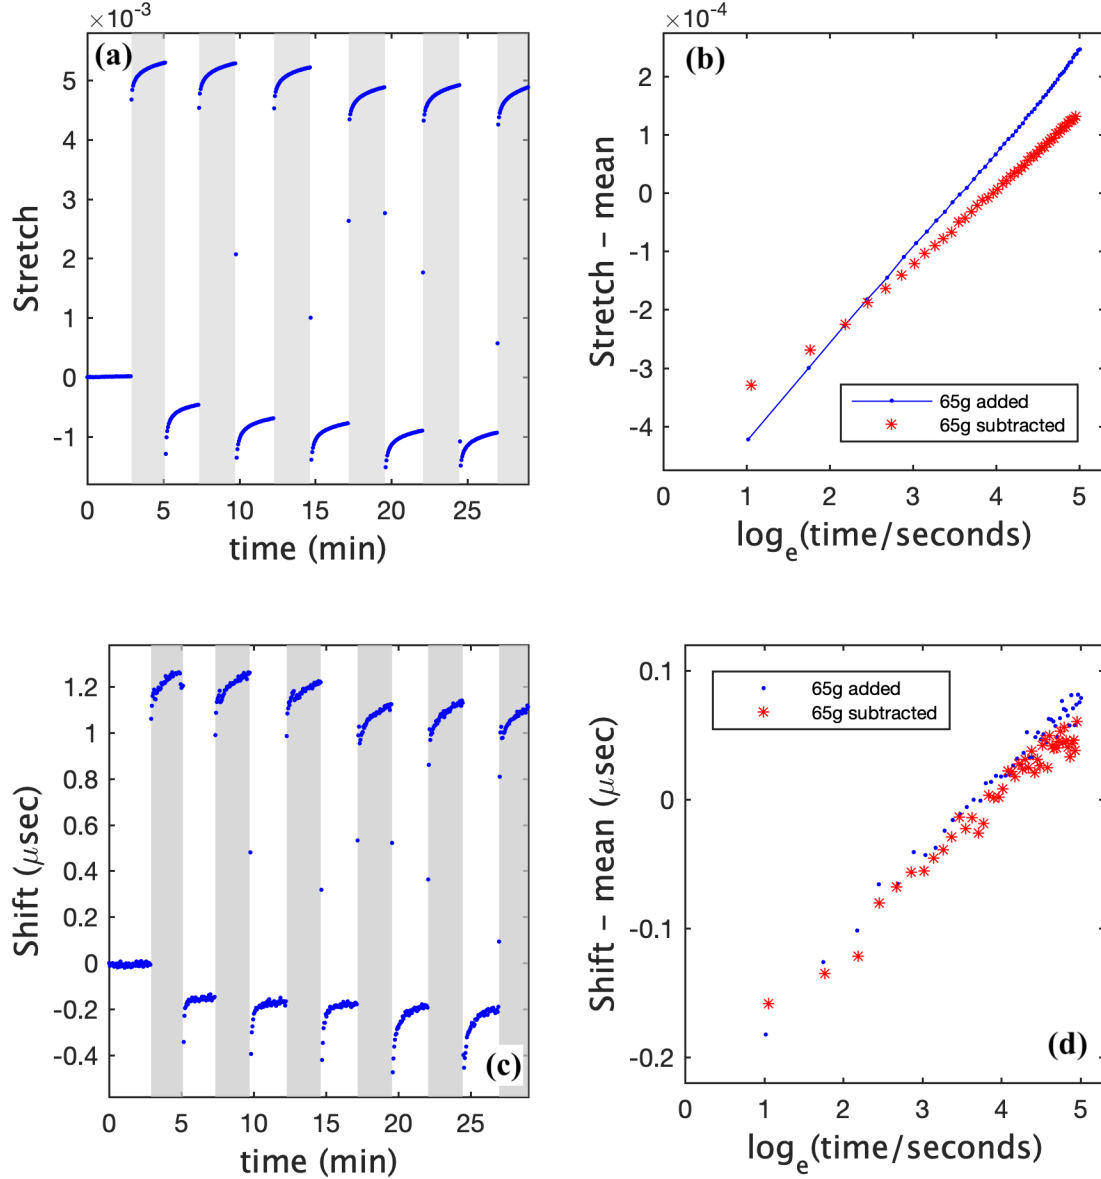 ×10⁻³
(a)
5
4
3
2
1
0
-1
Stretch
0 5 10 15 20 25
time (min)
×10⁻⁴
(b)
2
1
0
-1
-2
-3
-4
Stretch – mean
65g added
65g subtracted
0 1 2 3 4 5
logₑ(time/seconds)
1.2
1
0.8
0.6
0.4
0.2
0
-0.2
-0.4
Shift (μsec)
(c)
0 5 10 15 20 25
time (min)
0.1
0
-0.1
-0.2
Shift – mean (μsec)
65g added
65g subtracted
(d)
0 1 2 3 4 5
logₑ(time/seconds)